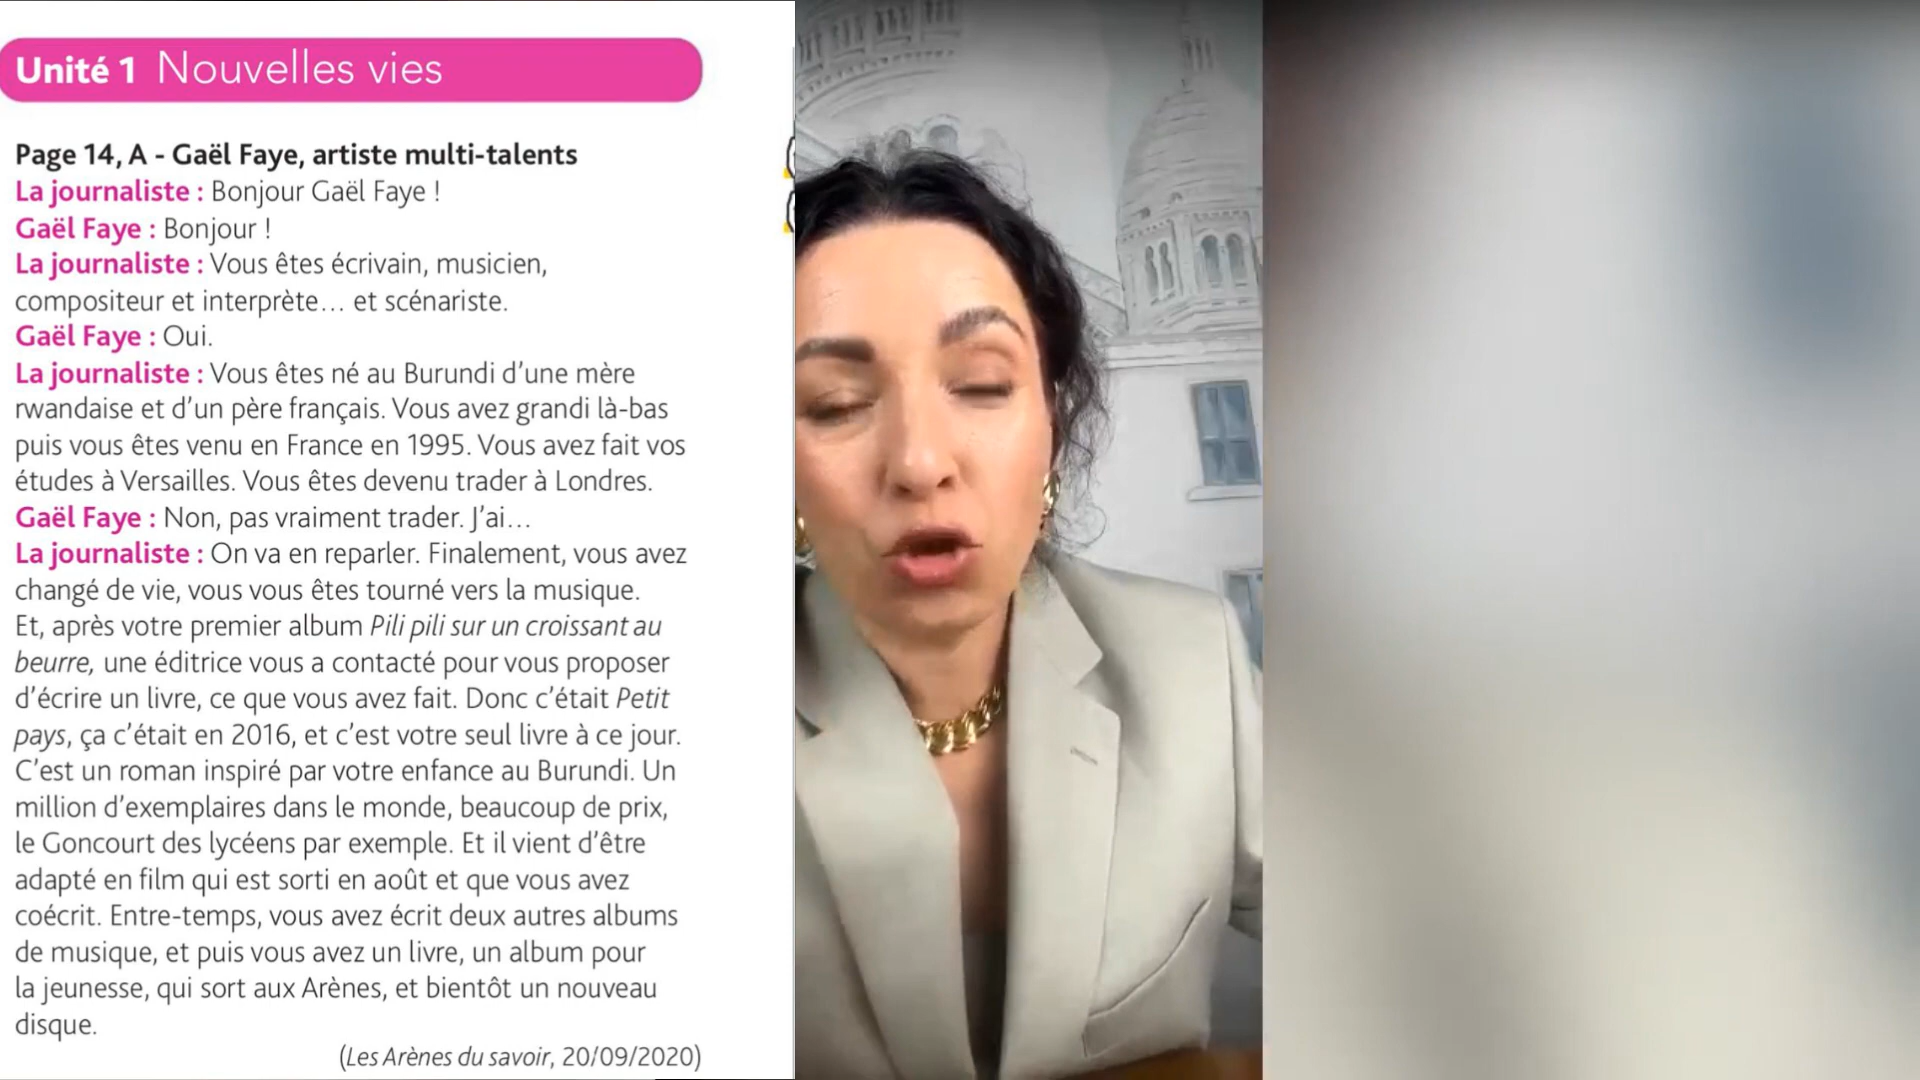 Unité 1 Nouvelles vies
Page 14, A - Gaël Faye, artiste multi-talents
La journaliste : Bonjour Gaël Faye !
Gaël Faye : Bonjour !
La journaliste : Vous êtes écrivain, musicien,
compositeur et interprète… et scénariste.
Gaël Faye : Oui.
La journaliste : Vous êtes né au Burundi d’une mère
rwandaise et d’un père français. Vous avez grandi là-bas
puis vous êtes venu en France en 1995. Vous avez fait vos
études à Versailles. Vous êtes devenu trader à Londres.
Gaël Faye : Non, pas vraiment trader. J’ai…
La journaliste : On va en reparler. Finalement, vous avez
changé de vie, vous vous êtes tourné vers la musique.
Et, après votre premier album Pili pili sur un croissant au
beurre, une éditrice vous a contacté pour vous proposer
d’écrire un livre, ce que vous avez fait. Donc c’était Petit
pays, ça c’était en 2016, et c’est votre seul livre à ce jour.
C’est un roman inspiré par votre enfance au Burundi. Un
million d’exemplaires dans le monde, beaucoup de prix,
le Goncourt des lycéens par exemple. Et il vient d’être
adapté en film qui est sorti en août et que vous avez
coécrit. Entre-temps, vous avez écrit deux autres albums
de musique, et puis vous avez un livre, un album pour
la jeunesse, qui sort aux Arènes, et bientôt un nouveau
disque.
(Les Arènes du savoir, 20/09/2020)